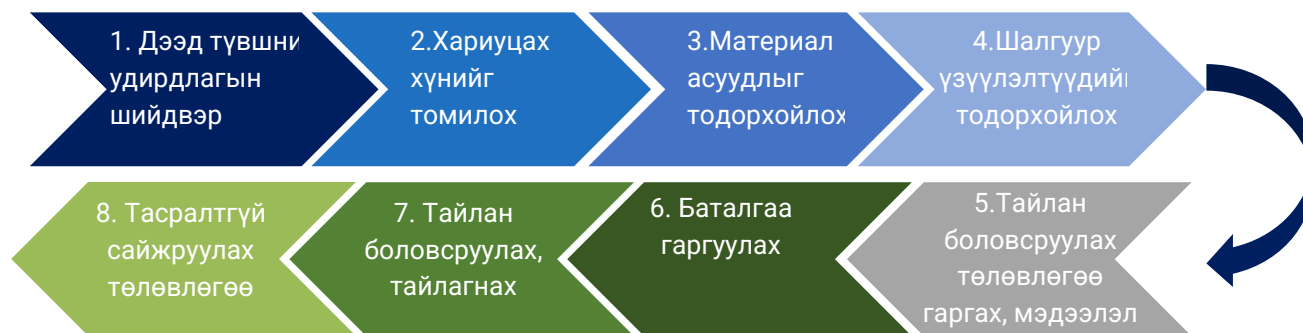 1. Дээд түвшни
удирдлагын
шийдвэр
2.Хариуцах
хүнийг
томилох
3.Материал
асуудлыг
тодорхойлох
4.Шалгуур
үзүүлэлтүүдийг
тодорхойлох
5.Тайлан
боловсруулах
төлөвлөгөө
гаргах, мэдээлэл
6. Баталгаа
гаргуулах
7. Тайлан
боловсруулах,
тайлагнах
8. Тасралтгүй
сайжруулах
төлөвлөгөө